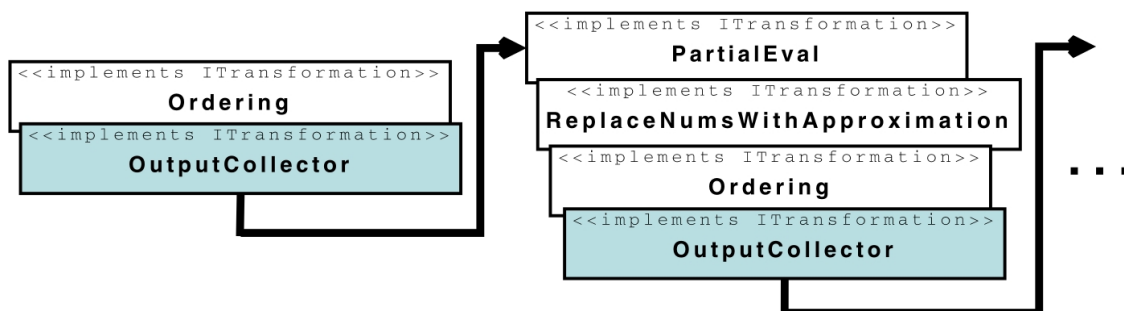 <<implements ITransformation>>
Ordering
<<implements ITransformation>>
OutputCollector
<<implements ITransformation>>
PartialEval
<<implements ITransformation>>
ReplaceNumsWithApproximation
<<implements ITransformation>>
Ordering
<<implements ITransformation>>
OutputCollector
...